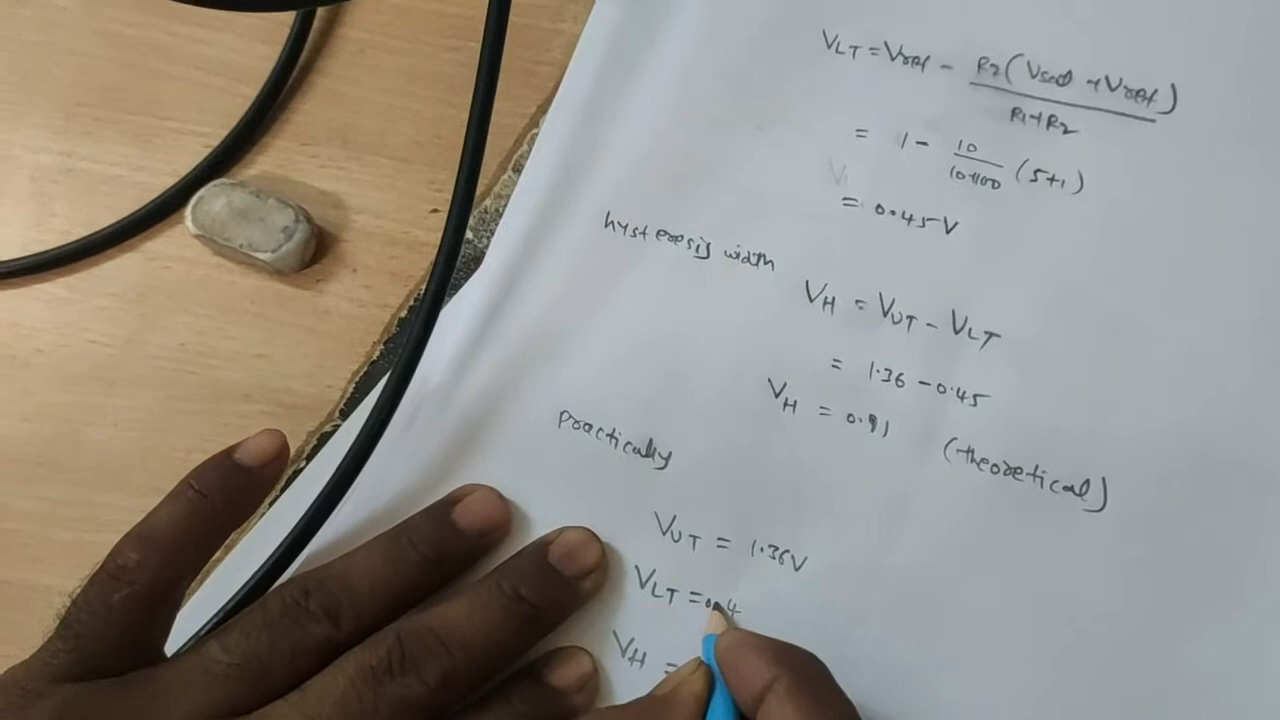 VLT = Vref - R2(Vsat + Vref)
R1+R2
= 1 - 10/10+100 (5+1)
= 0.45V
hysteresis width
VH = VUT - VLT
= 1.36 - 0.45
VH = 0.91 (theoretical)
Practically
VUT = 1.36V
VLT = 0.4
VH =